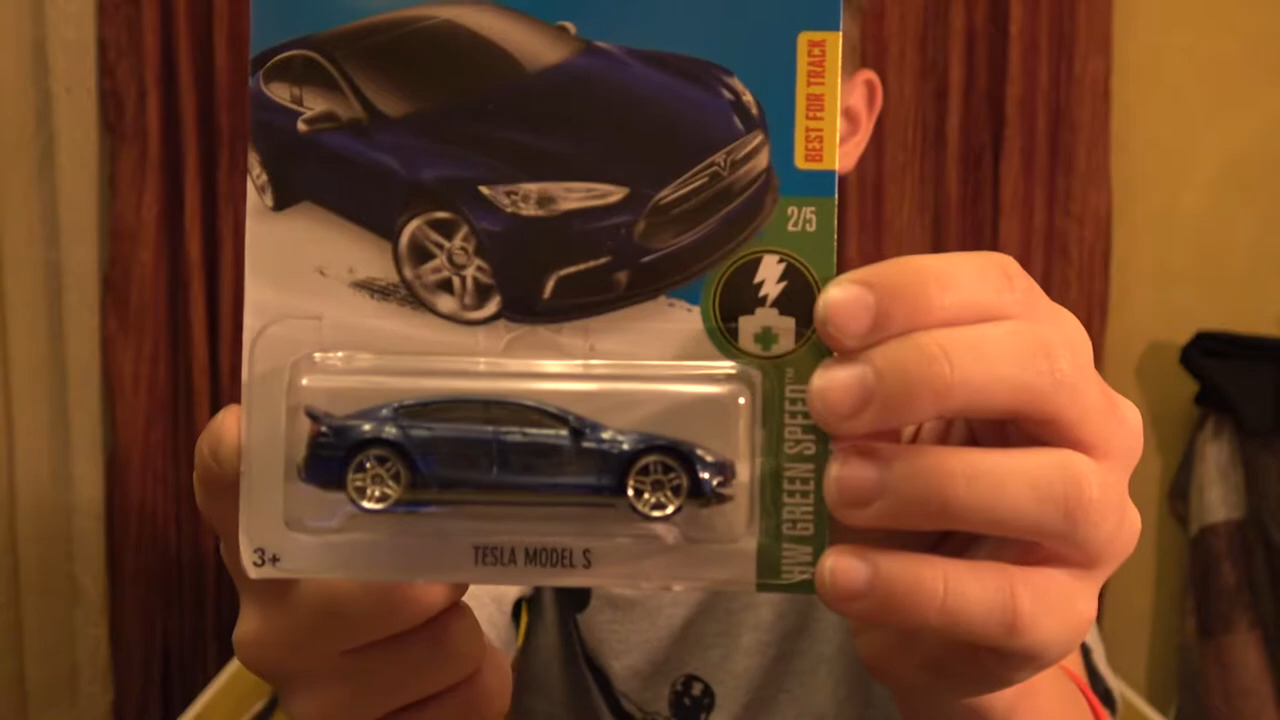 BEST FOR TRACK
2/5
HW GREEN SPEED™
3+
TESLA MODEL S